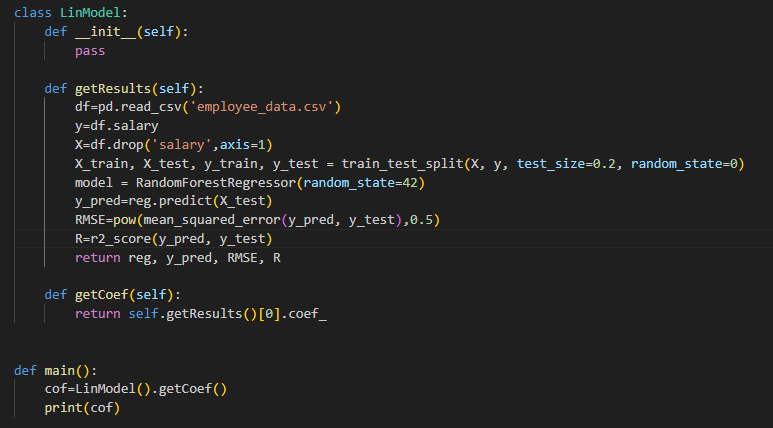 class LinModel:
    def __init__(self):
        pass

    def getResults(self):
        df=pd.read_csv('employee_data.csv')
        y=df.salary
        X=df.drop('salary',axis=1)
        X_train, X_test, y_train, y_test = train_test_split(X, y, test_size=0.2, random_state=0)
        model = RandomForestRegressor(random_state=42)
        y_pred=reg.predict(X_test)
        RMSE=pow(mean_squared_error(y_pred, y_test),0.5)
        R=r2_score(y_pred, y_test)
        return reg, y_pred, RMSE, R

    def getCoef(self):
        return self.getResults()[0].coef_


def main():
    cof=LinModel().getCoef()
    print(cof)